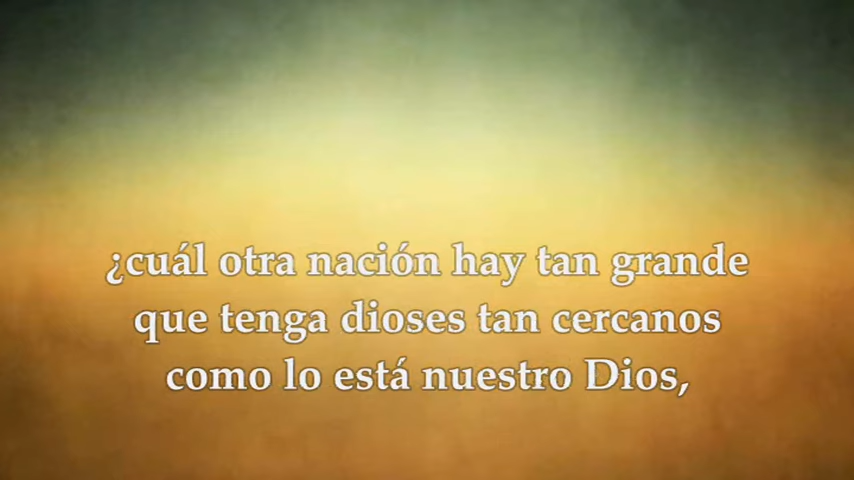 ¿cuál otra nación hay tan grande
que tenga dioses tan cercanos
como lo está nuestro Dios,